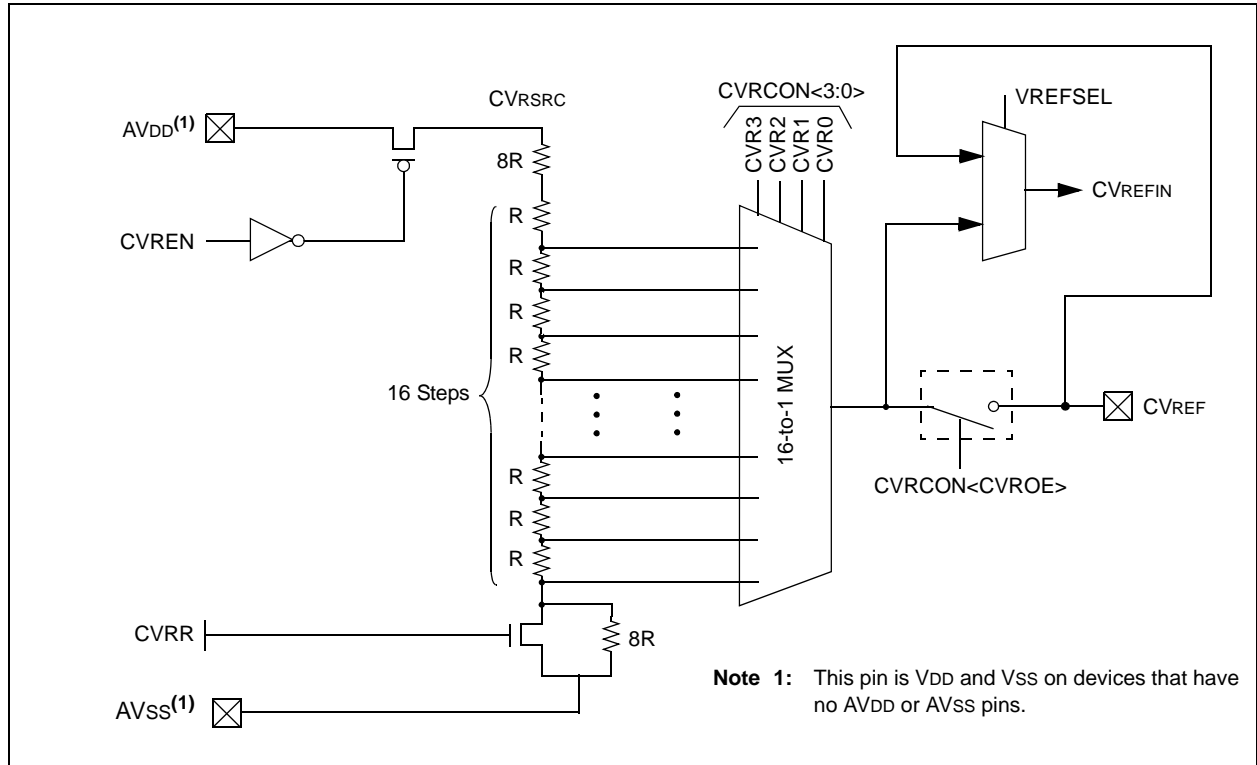 CVRCON<3:0>
CVRSRC
VREFSEL
AVDD(1)
CVR3
CVR2
CVR1
CVR0
8R
CVREFIN
R
CVREN
R
R
R
16 Steps
16-to-1 MUX
CVREF
R
CVRCON<CVROE>
R
R
CVRR
8R
Note 1: This pin is VDD and VSS on devices that have
no AVDD or AVSS pins.
AVSS(1)